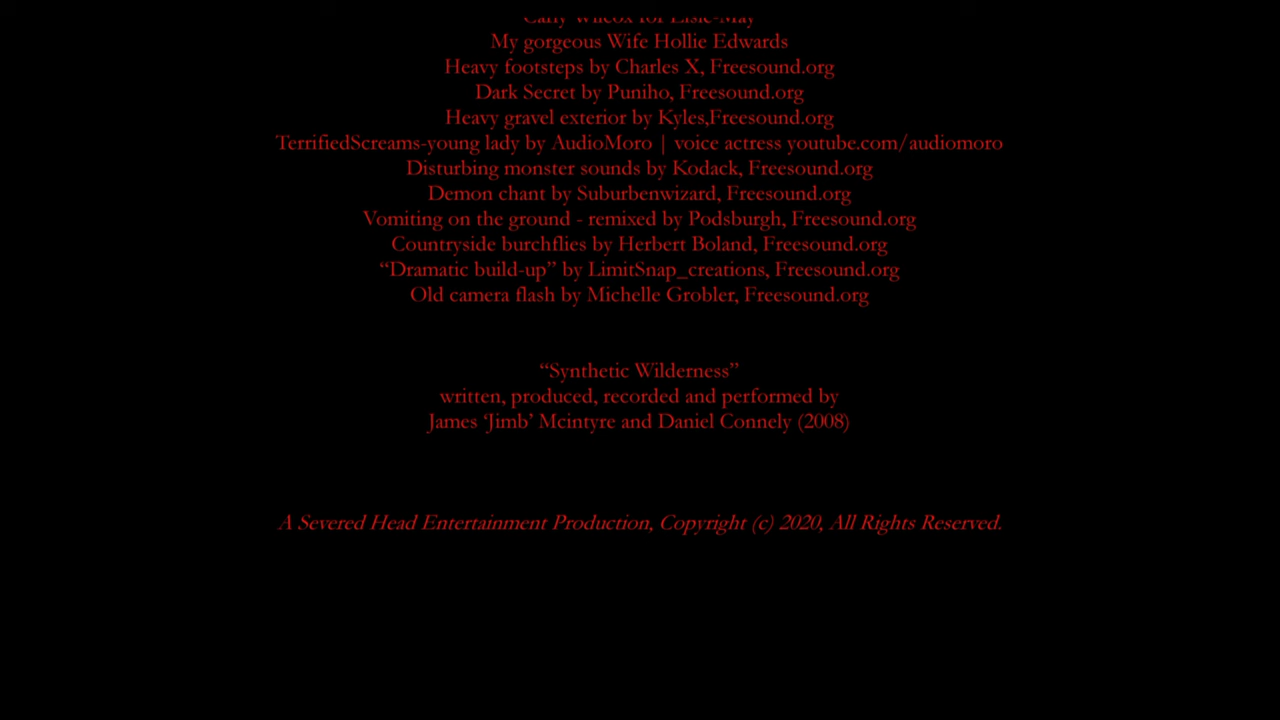 Carly Wilcox for Elsie-May
My gorgeous Wife Hollie Edwards
Heavy footsteps by Charles X, Freesound.org
Dark Secret by Puniho, Freesound.org
Heavy gravel exterior by Kyles,Freesound.org
TerrifiedScreams-young lady by AudioMoro | voice actress youtube.com/audiomoro
Disturbing monster sounds by Kodack, Freesound.org
Demon chant by Suburbenwizard, Freesound.org
Vomiting on the ground - remixed by Podsburgh, Freesound.org
Countryside burchflies by Herbert Boland, Freesound.org
“Dramatic build-up” by LimitSnap_creations, Freesound.org
Old camera flash by Michelle Grobler, Freesound.org
“Synthetic Wilderness”
written, produced, recorded and performed by
James ‘Jimb’ Mcintyre and Daniel Connely (2008)
A Severed Head Entertainment Production, Copyright (c) 2020, All Rights Reserved.